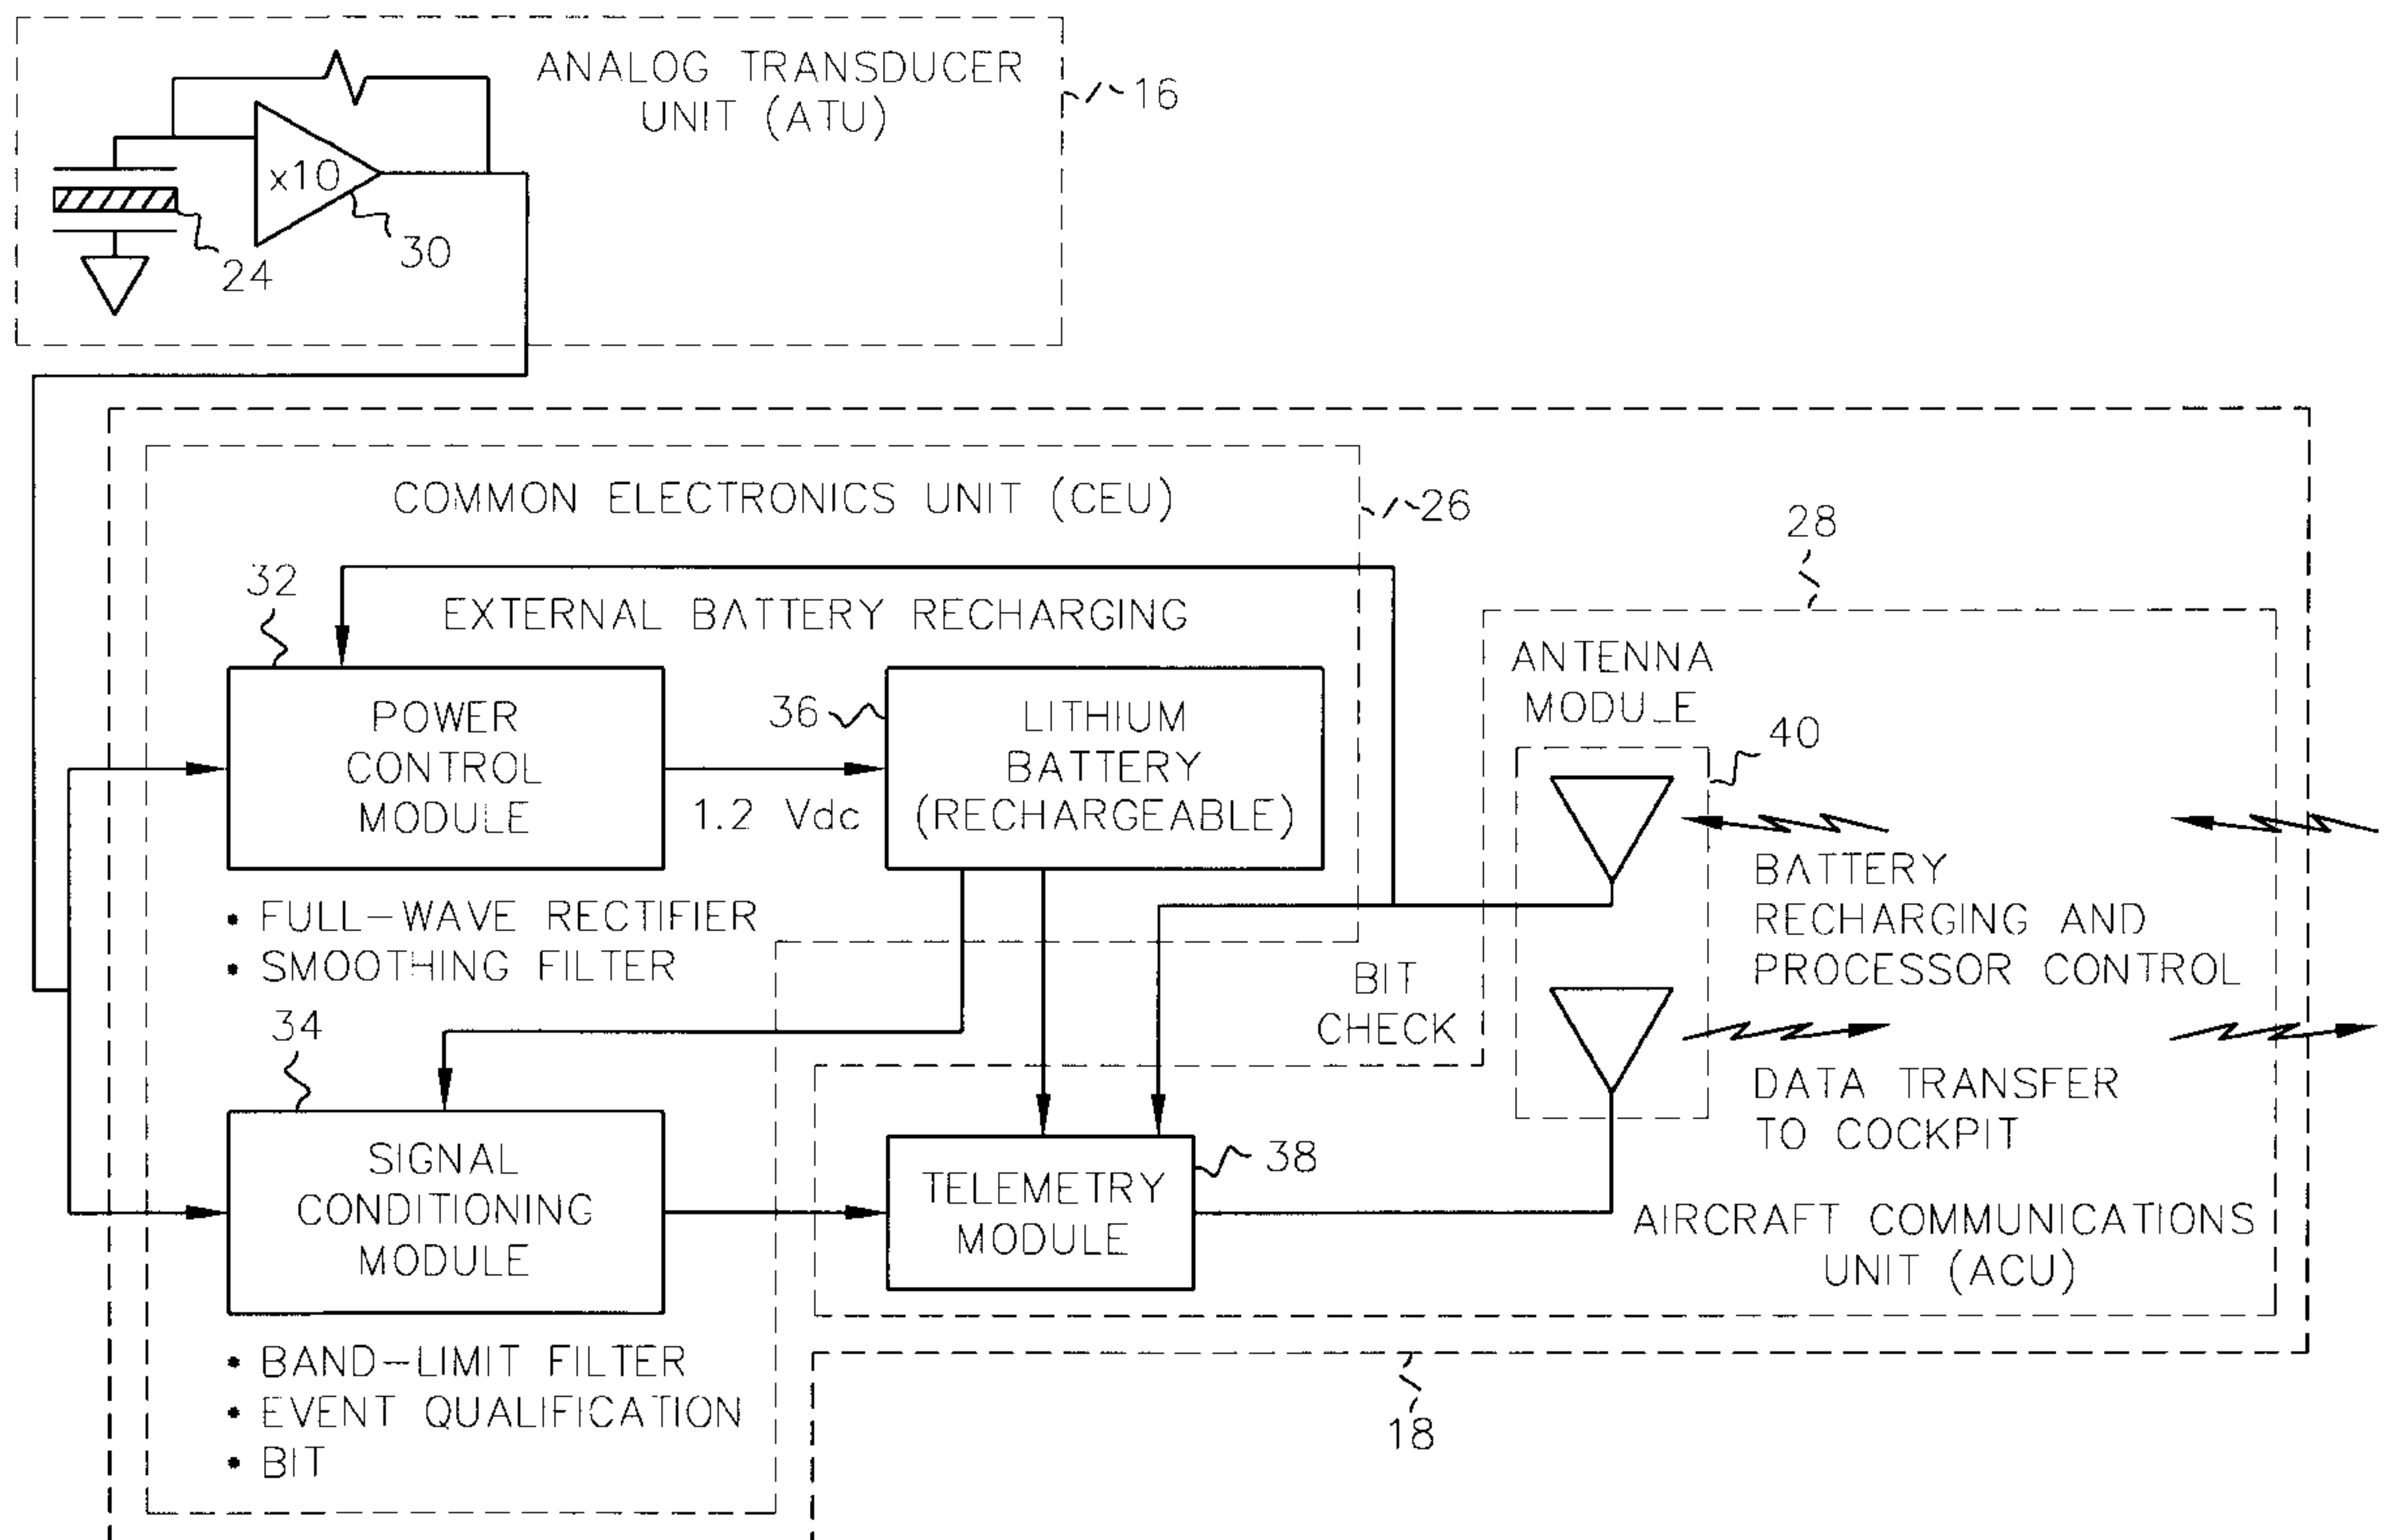 ANALOG TRANSDUCER
UNIT (ATU)
16
x10
30
24
COMMON ELECTRONICS UNIT (CEU)
26
28
32
EXTERNAL BATTERY RECHARGING
ANTENNA
MODULE
40
POWER
CONTROL
MODULE
36
LITHIUM
BATTERY
(RECHARGEABLE)
1.2 Vdc
BATTERY
RECHARGING AND
PROCESSOR CONTROL
• FULL-WAVE RECTIFIER
• SMOOTHING FILTER
BIT
CHECK
34
DATA TRANSFER
TO COCKPIT
SIGNAL
CONDITIONING
MODULE
TELEMETRY
MODULE
38
AIRCRAFT COMMUNICATIONS
UNIT (ACU)
• BAND-LIMIT FILTER
• EVENT QUALIFICATION
• BIT
18